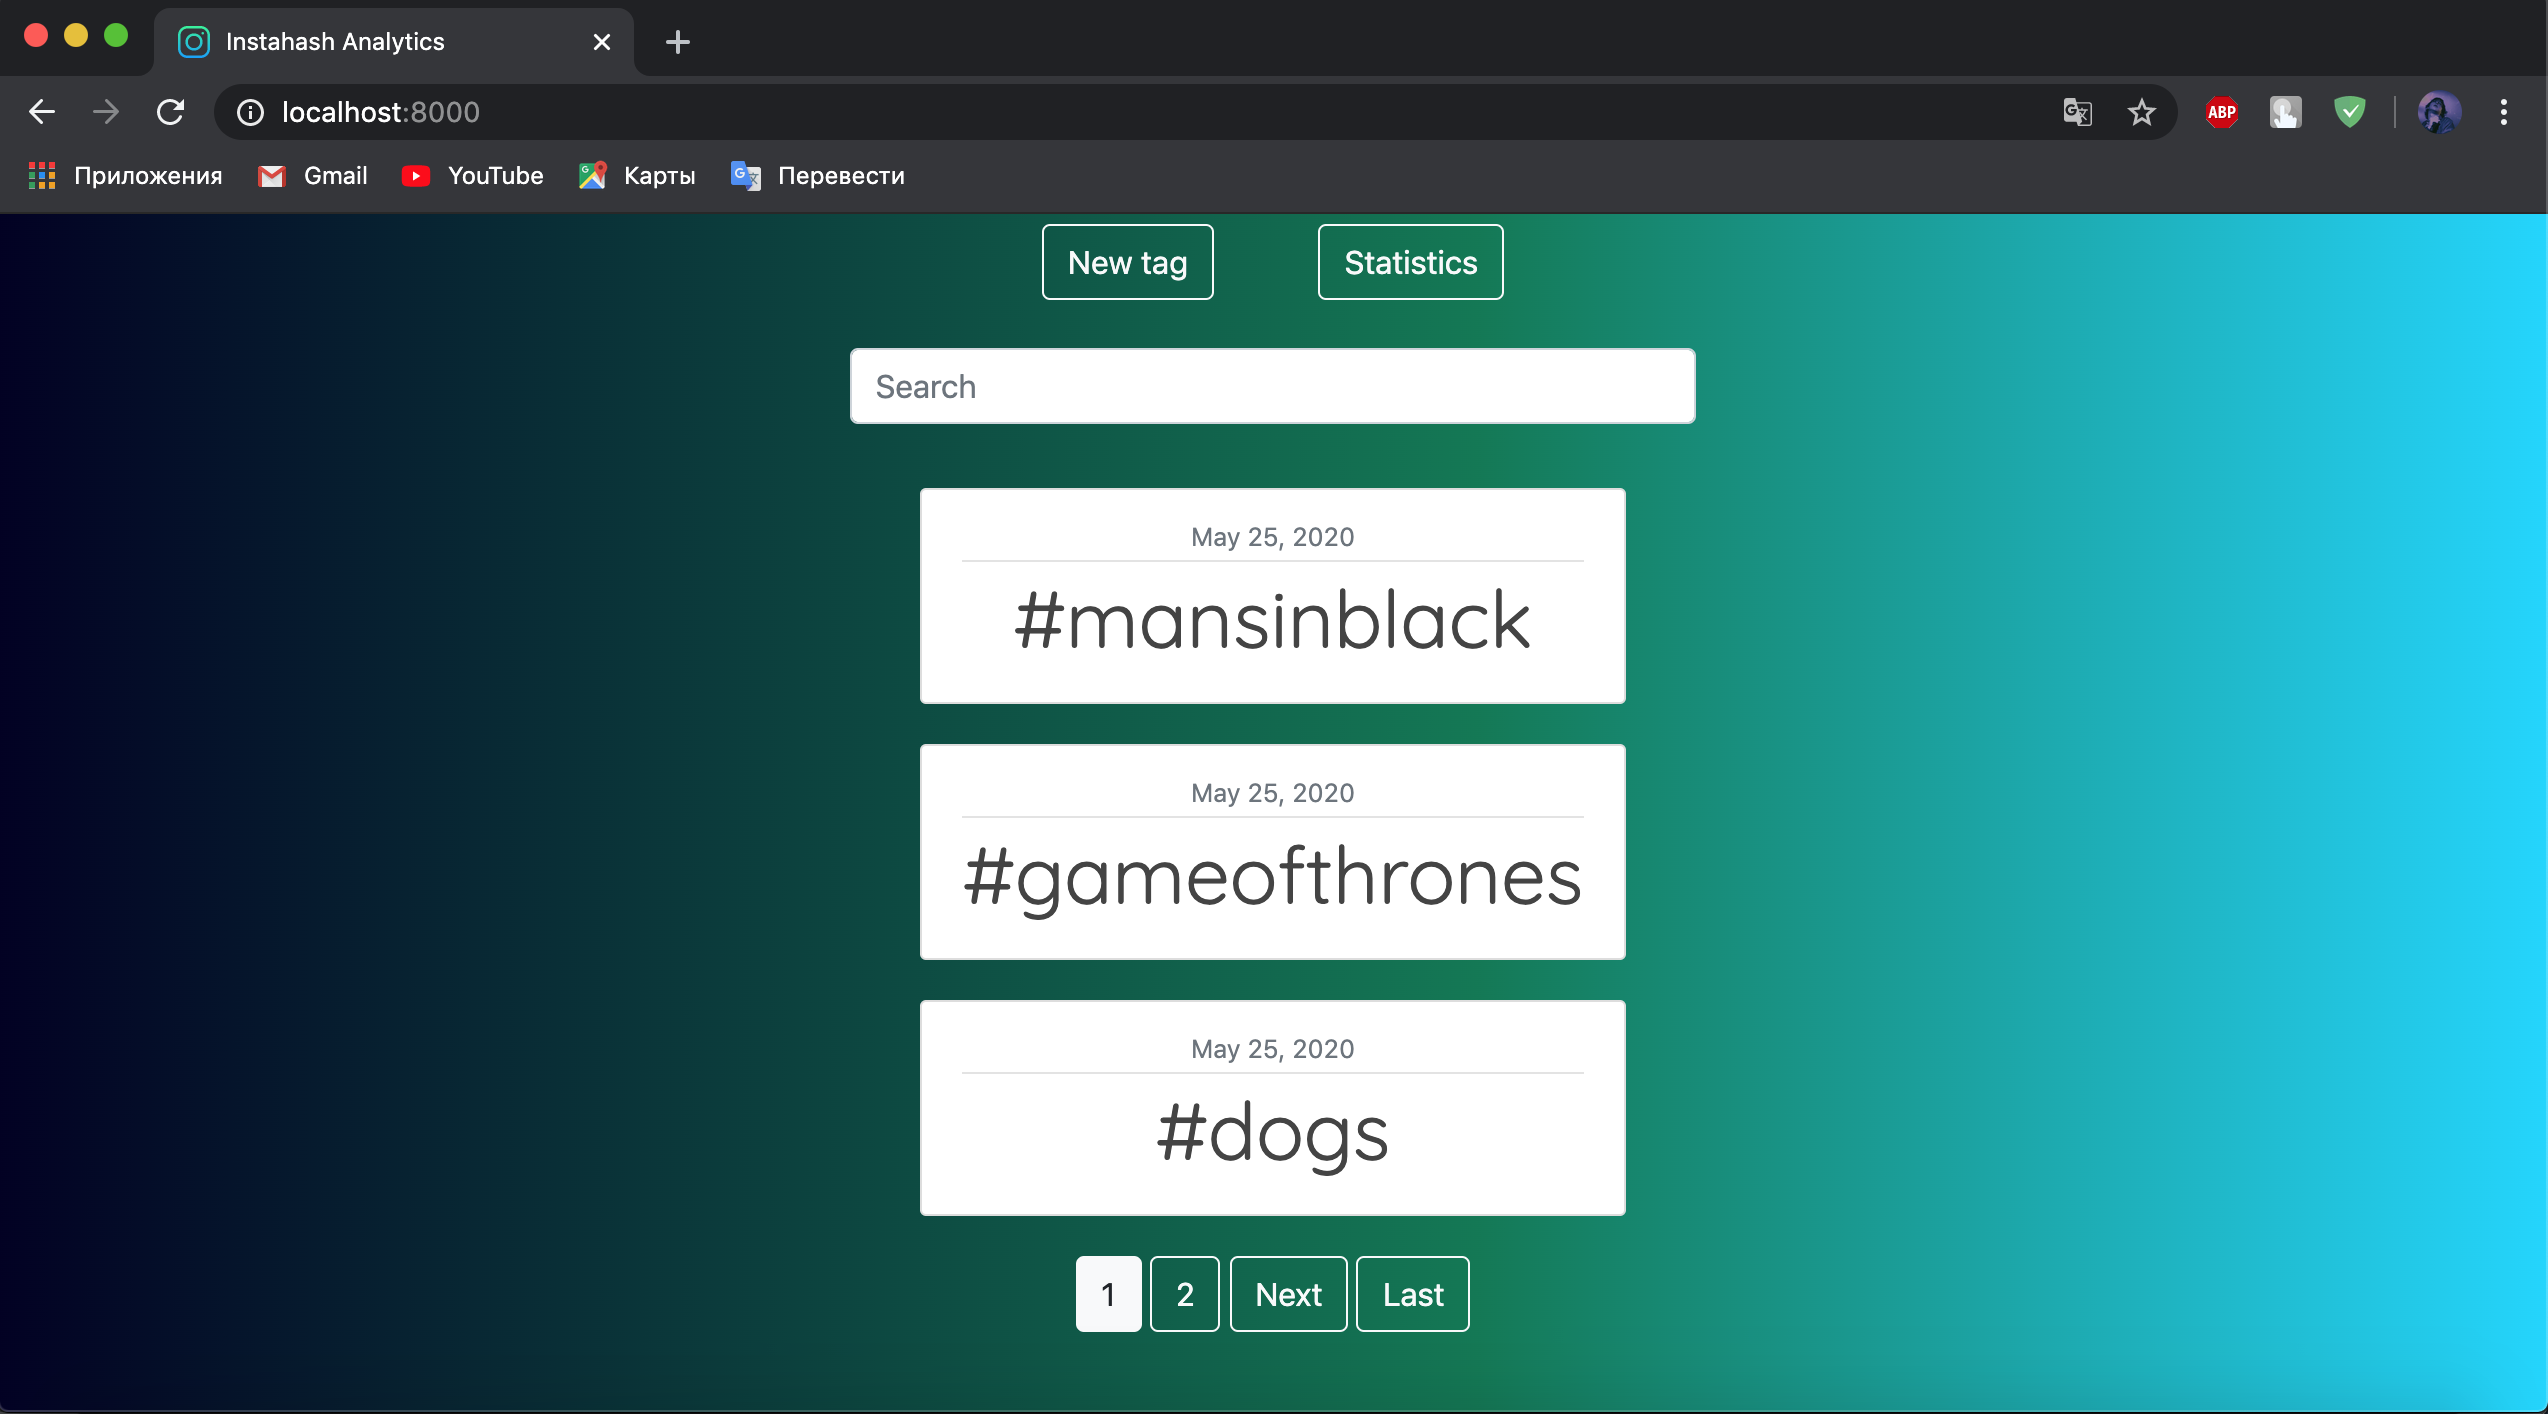 Instahash Analytics
localhost:8000
ABP
Приложения Gmail YouTube Карты Перевести
New tag Statistics
Search
May 25, 2020
#mansinblack
May 25, 2020
#gameofthrones
May 25, 2020
#dogs
1 2 Next Last